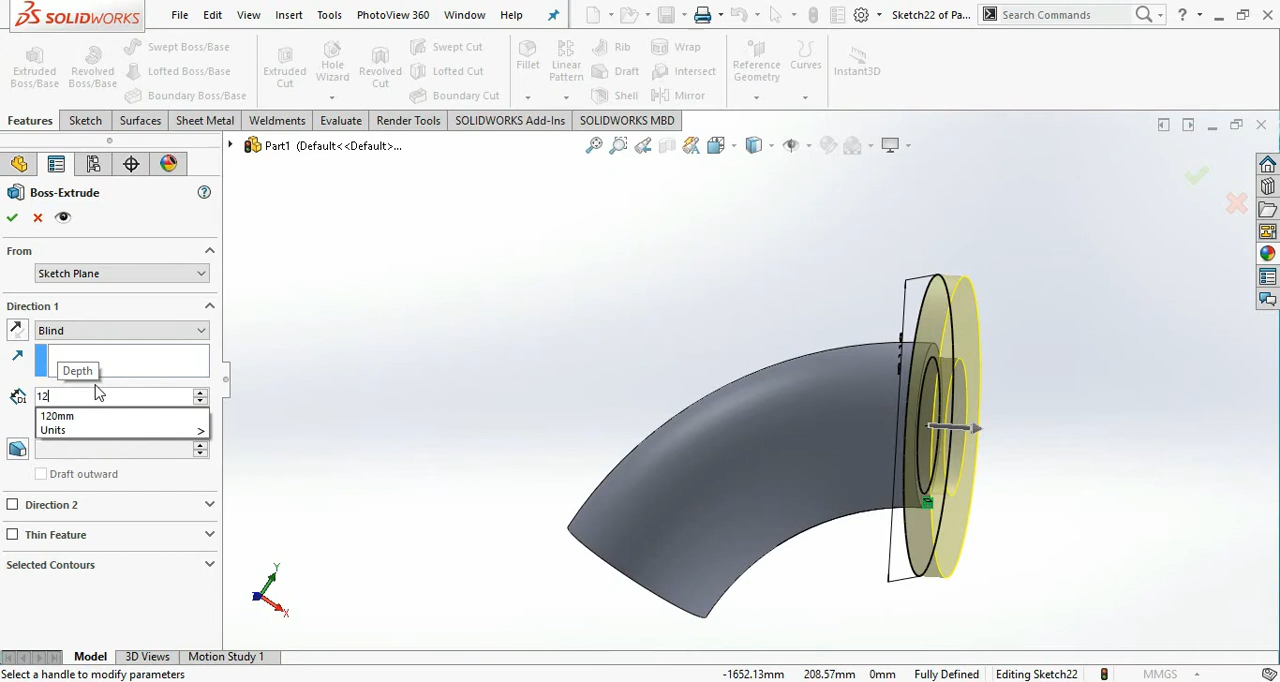 SOLIDWORKS
File Edit View Insert Tools PhotoView 360 Window Help
Sketch22 of Pa...
Search Commands
?
Extruded Boss/Base
Revolved Boss/Base
Swept Boss/Base
Lofted Boss/Base
Boundary Boss/Base
Extruded Cut
Hole Wizard
Revolved Cut
Swept Cut
Lofted Cut
Boundary Cut
Fillet
Linear Pattern
Rib
Draft
Shell
Wrap
Intersect
Mirror
Reference Geometry
Curves
Instant3D
Features Sketch Surfaces Sheet Metal Weldments Evaluate Render Tools SOLIDWORKS Add-Ins SOLIDWORKS MBD
Part1 (Default<<Default>...
Boss-Extrude
?
From
Sketch Plane
Direction 1
Blind
Depth
12
120mm
Units >
Draft outward
Direction 2
Thin Feature
Selected Contours
Y
X
Model 3D Views Motion Study 1
Select a handle to modify parameters
-1652.13mm 208.57mm 0mm Fully Defined Editing Sketch22 MMGS